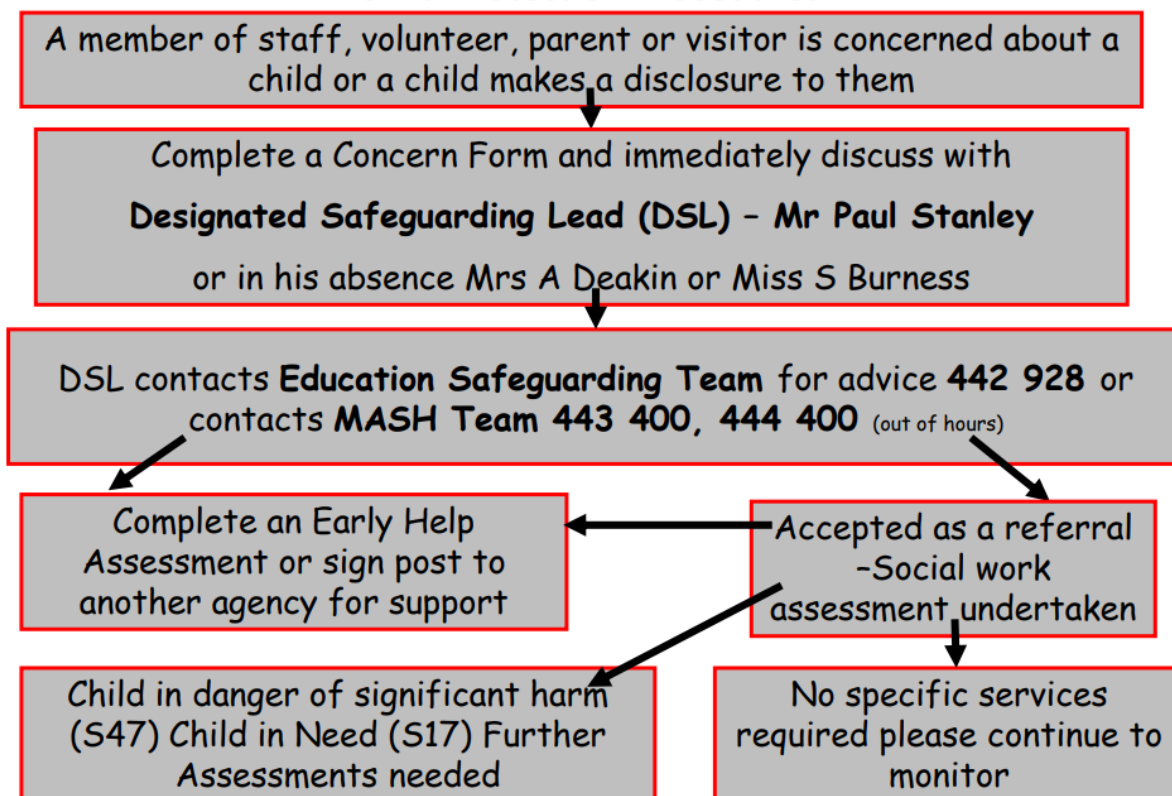 A member of staff, volunteer, parent or visitor is concerned about a
child or a child makes a disclosure to them
Complete a Concern Form and immediately discuss with
Designated Safeguarding Lead (DSL) – Mr Paul Stanley
or in his absence Mrs A Deakin or Miss S Burness
DSL contacts Education Safeguarding Team for advice 442 928 or
contacts MASH Team 443 400, 444 400 (out of hours)
Complete an Early Help
Assessment or sign post to
another agency for support
Accepted as a referral
–Social work
assessment undertaken
Child in danger of significant harm
(S47) Child in Need (S17) Further
Assessments needed
No specific services
required please continue to
monitor